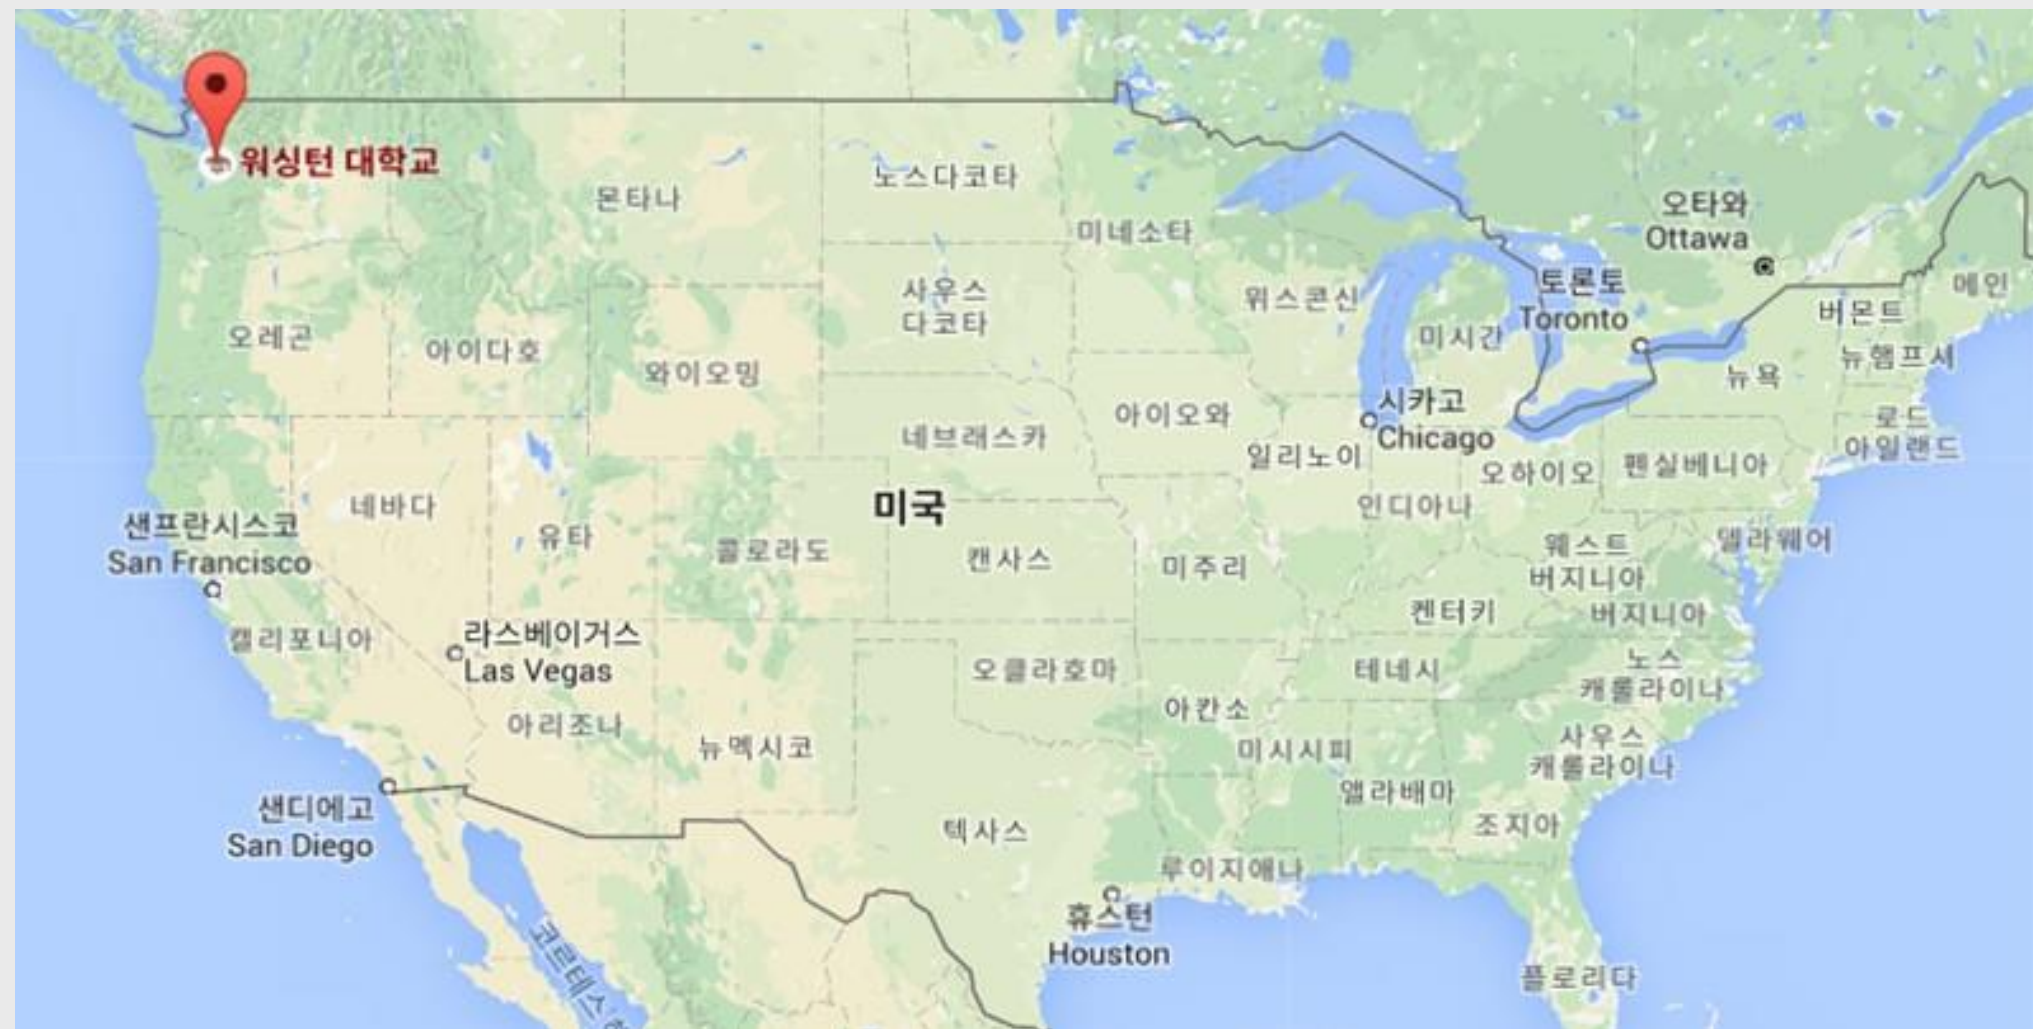 워싱턴 대학교
몬타나
노스다코타
미네소타
오타와
Ottawa
사우스
다코타
위스콘신
토론토
Toronto
메인
버몬트
오레곤
아이다호
와이오밍
미시간
뉴햄프셔
뉴욕
아이오와
시카고
Chicago
로드
아일랜드
네브래스카
일리노이
오하이오
펜실베니아
네바다
미국
인디아나
샌프란시스코
San Francisco
유타
콜로라도
캔사스
미주리
웨스트
버지니아
델라웨어
켄터키
버지니아
캘리포니아
라스베이거스
Las Vegas
오클라호마
테네시
노스
캐롤라이나
아리조나
뉴멕시코
아칸소
미시시피
사우스
캐롤라이나
샌디에고
San Diego
앨라배마
텍사스
조지아
루이지애나
휴스턴
Houston
코르테스
플로리다